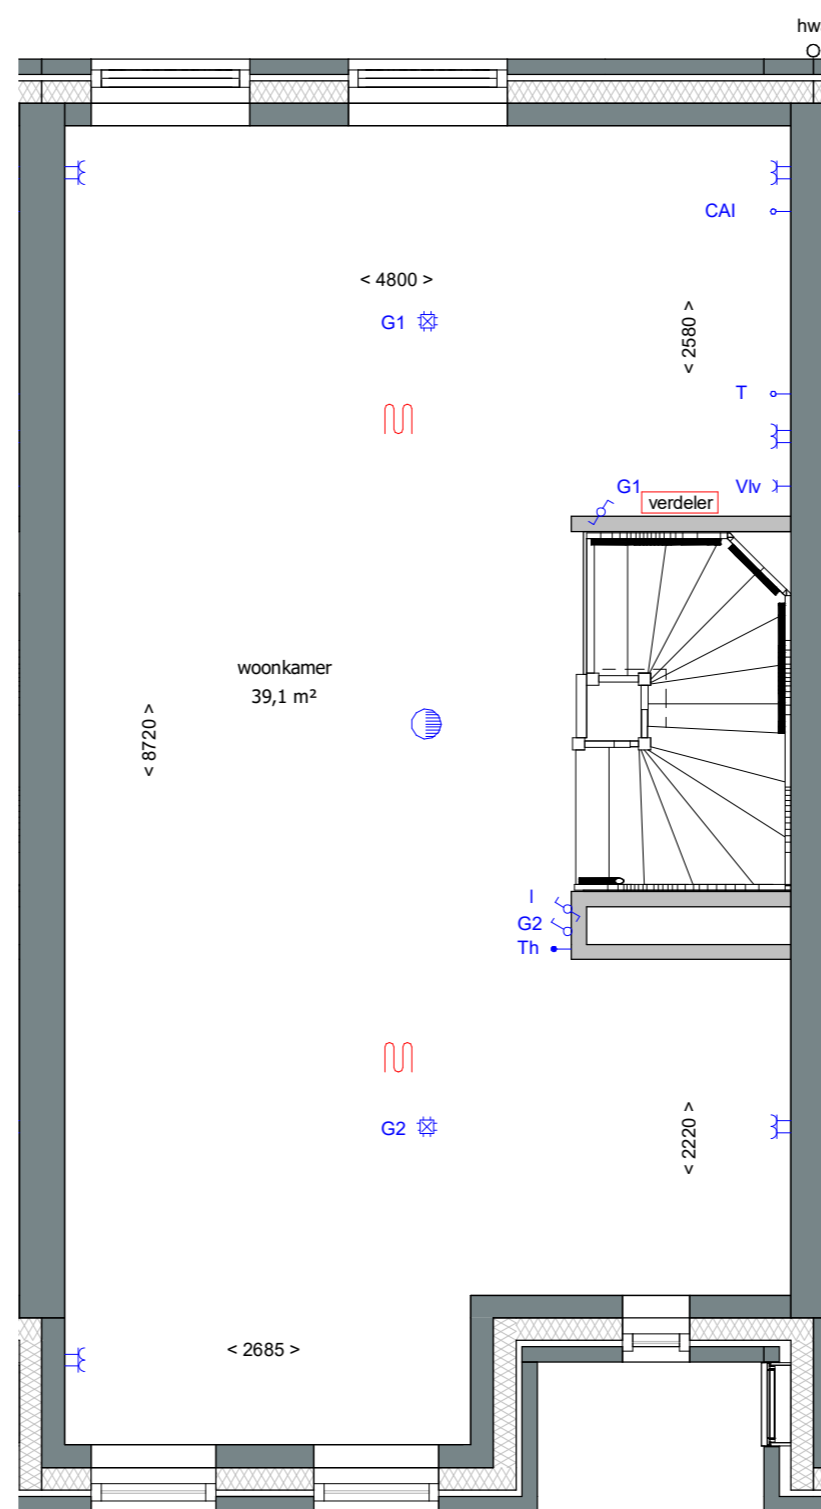 hw
CAI
< 4800 >
G1
< 2580 >
T
G1
Vlv
verdeler
woonkamer
39,1 m²
< 8720 >
I
G2
Th
G2
< 2220 >
< 2685 >